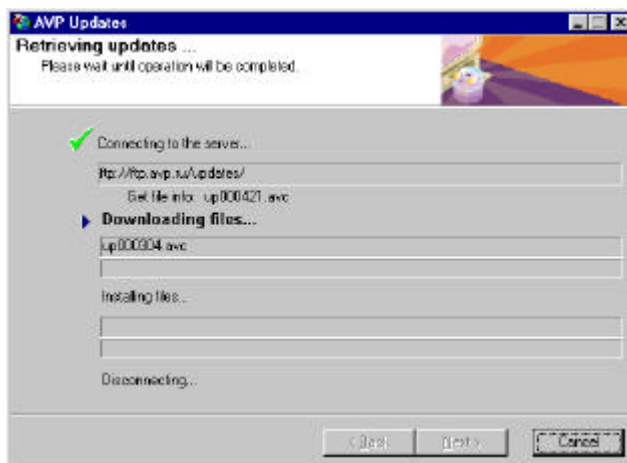 AVP Updates
Retrieving updates ...
Please wait until operation will be completed.
Connecting to the server...
ftp://ftp.avp.ru/updates/
Get file info: up000421.avc
Downloading files...
up000304.avc
Installing files...
Disconnecting...
< Back
Next >
Cancel